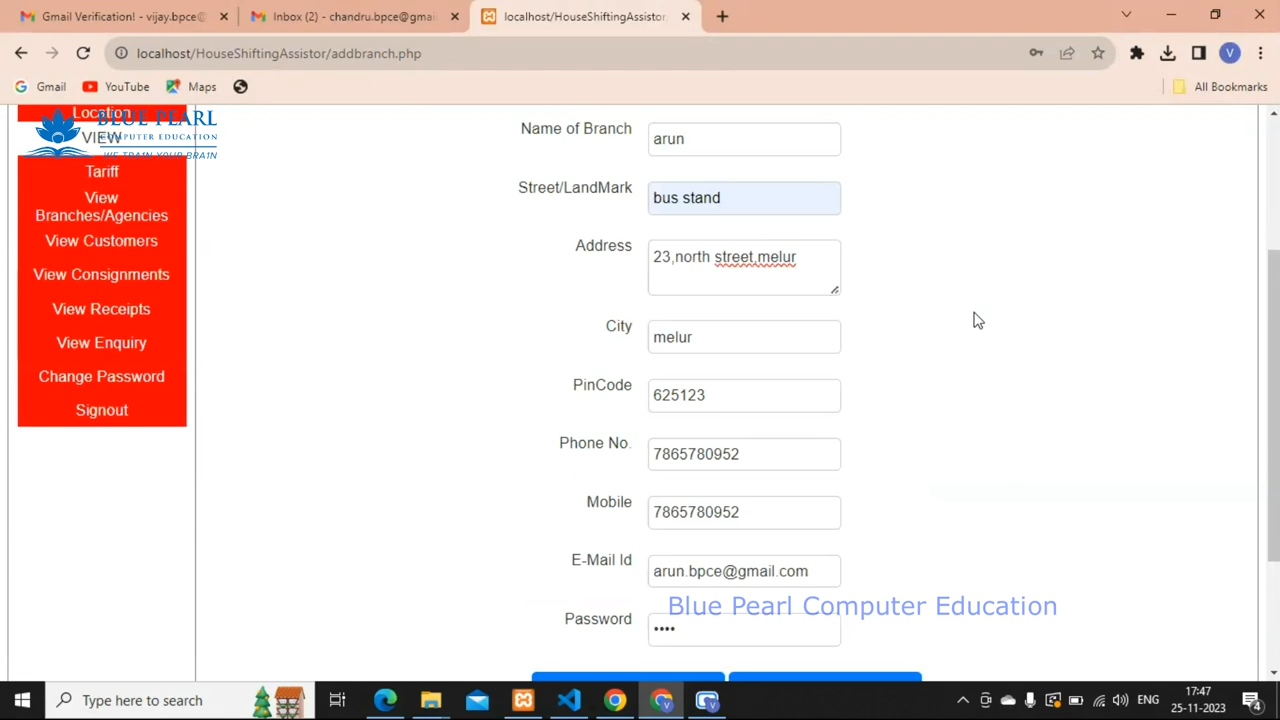 Gmail Verification! - vijay.bpce@
Inbox (2) - chandru.bpce@gmai
localhost/HouseShiftingAssistor
localhost/HouseShiftingAssistor/addbranch.php
V
Gmail
YouTube
Maps
All Bookmarks
Location
BLUE PEARL
VIEW
COMPUTER EDUCATION
WE TRAIN YOUR BRAIN
Tariff
View
Branches/Agencies
View Customers
View Consignments
View Receipts
View Enquiry
Change Password
Signout
Name of Branch
arun
Street/LandMark
bus stand
Address
23,north street,melur
City
melur
PinCode
625123
Phone No.
7865780952
Mobile
7865780952
E-Mail Id
arun.bpce@gmail.com
Blue Pearl Computer Education
Password
••••
Type here to search
ENG
17:47
25-11-2023
4